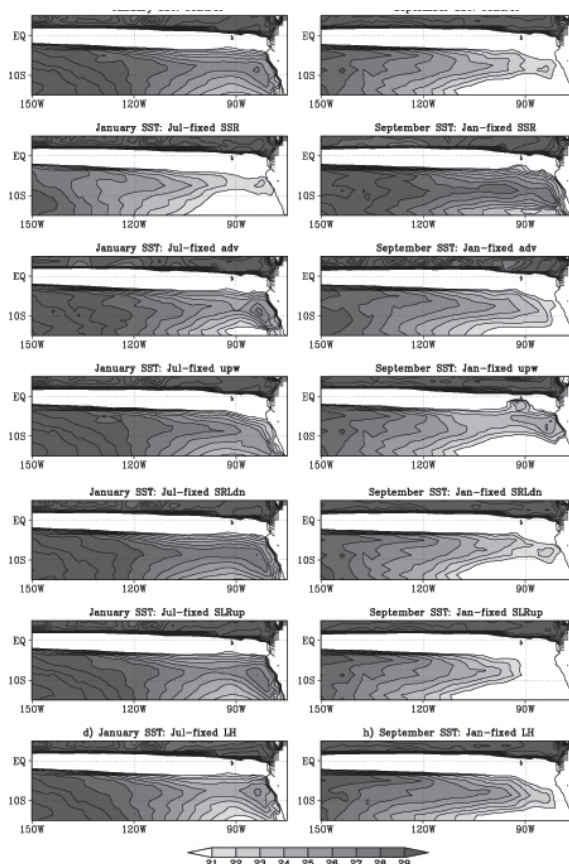 EQ
10S
150W 120W 90W 150W 120W 90W
January SST: Jul-fixed SSR September SST: Jan-fixed SSR
EQ EQ
10S 10S
150W 120W 90W 150W 120W 90W
January SST: Jul-fixed adv September SST: Jan-fixed adv
EQ EQ
10S 10S
150W 120W 90W 150W 120W 90W
January SST: Jul-fixed upw September SST: Jan-fixed upw
EQ EQ
10S 10S
150W 120W 90W 150W 120W 90W
January SST: Jul-fixed SRLdn September SST: Jan-fixed SRLdn
EQ EQ
10S 10S
150W 120W 90W 150W 120W 90W
January SST: Jul-fixed SLRup September SST: Jan-fixed SLRup
EQ EQ
10S 10S
150W 120W 90W 150W 120W 90W
d) January SST: Jul-fixed LH h) September SST: Jan-fixed LH
EQ EQ
10S 10S
150W 120W 90W 150W 120W 90W
21 22 23 24 25 26 27 28 29